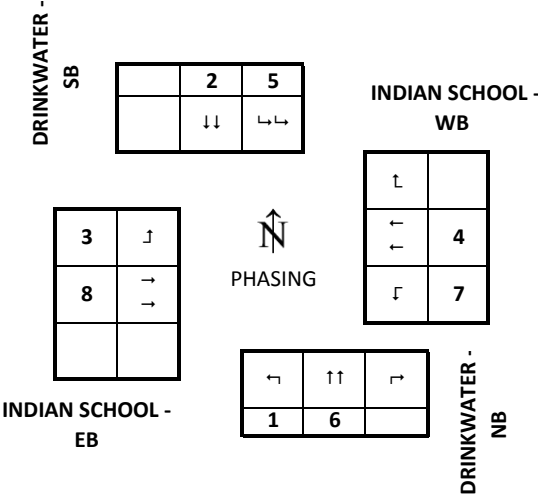 DRINKWATER -
SB
2 5
↓↓ ↳↳
INDIAN SCHOOL -
WB
3
8 → →
N
PHASING
← ← 4
7
↰ ↑↑ ↱
1 6
INDIAN SCHOOL -
EB
DRINKWATER -
NB